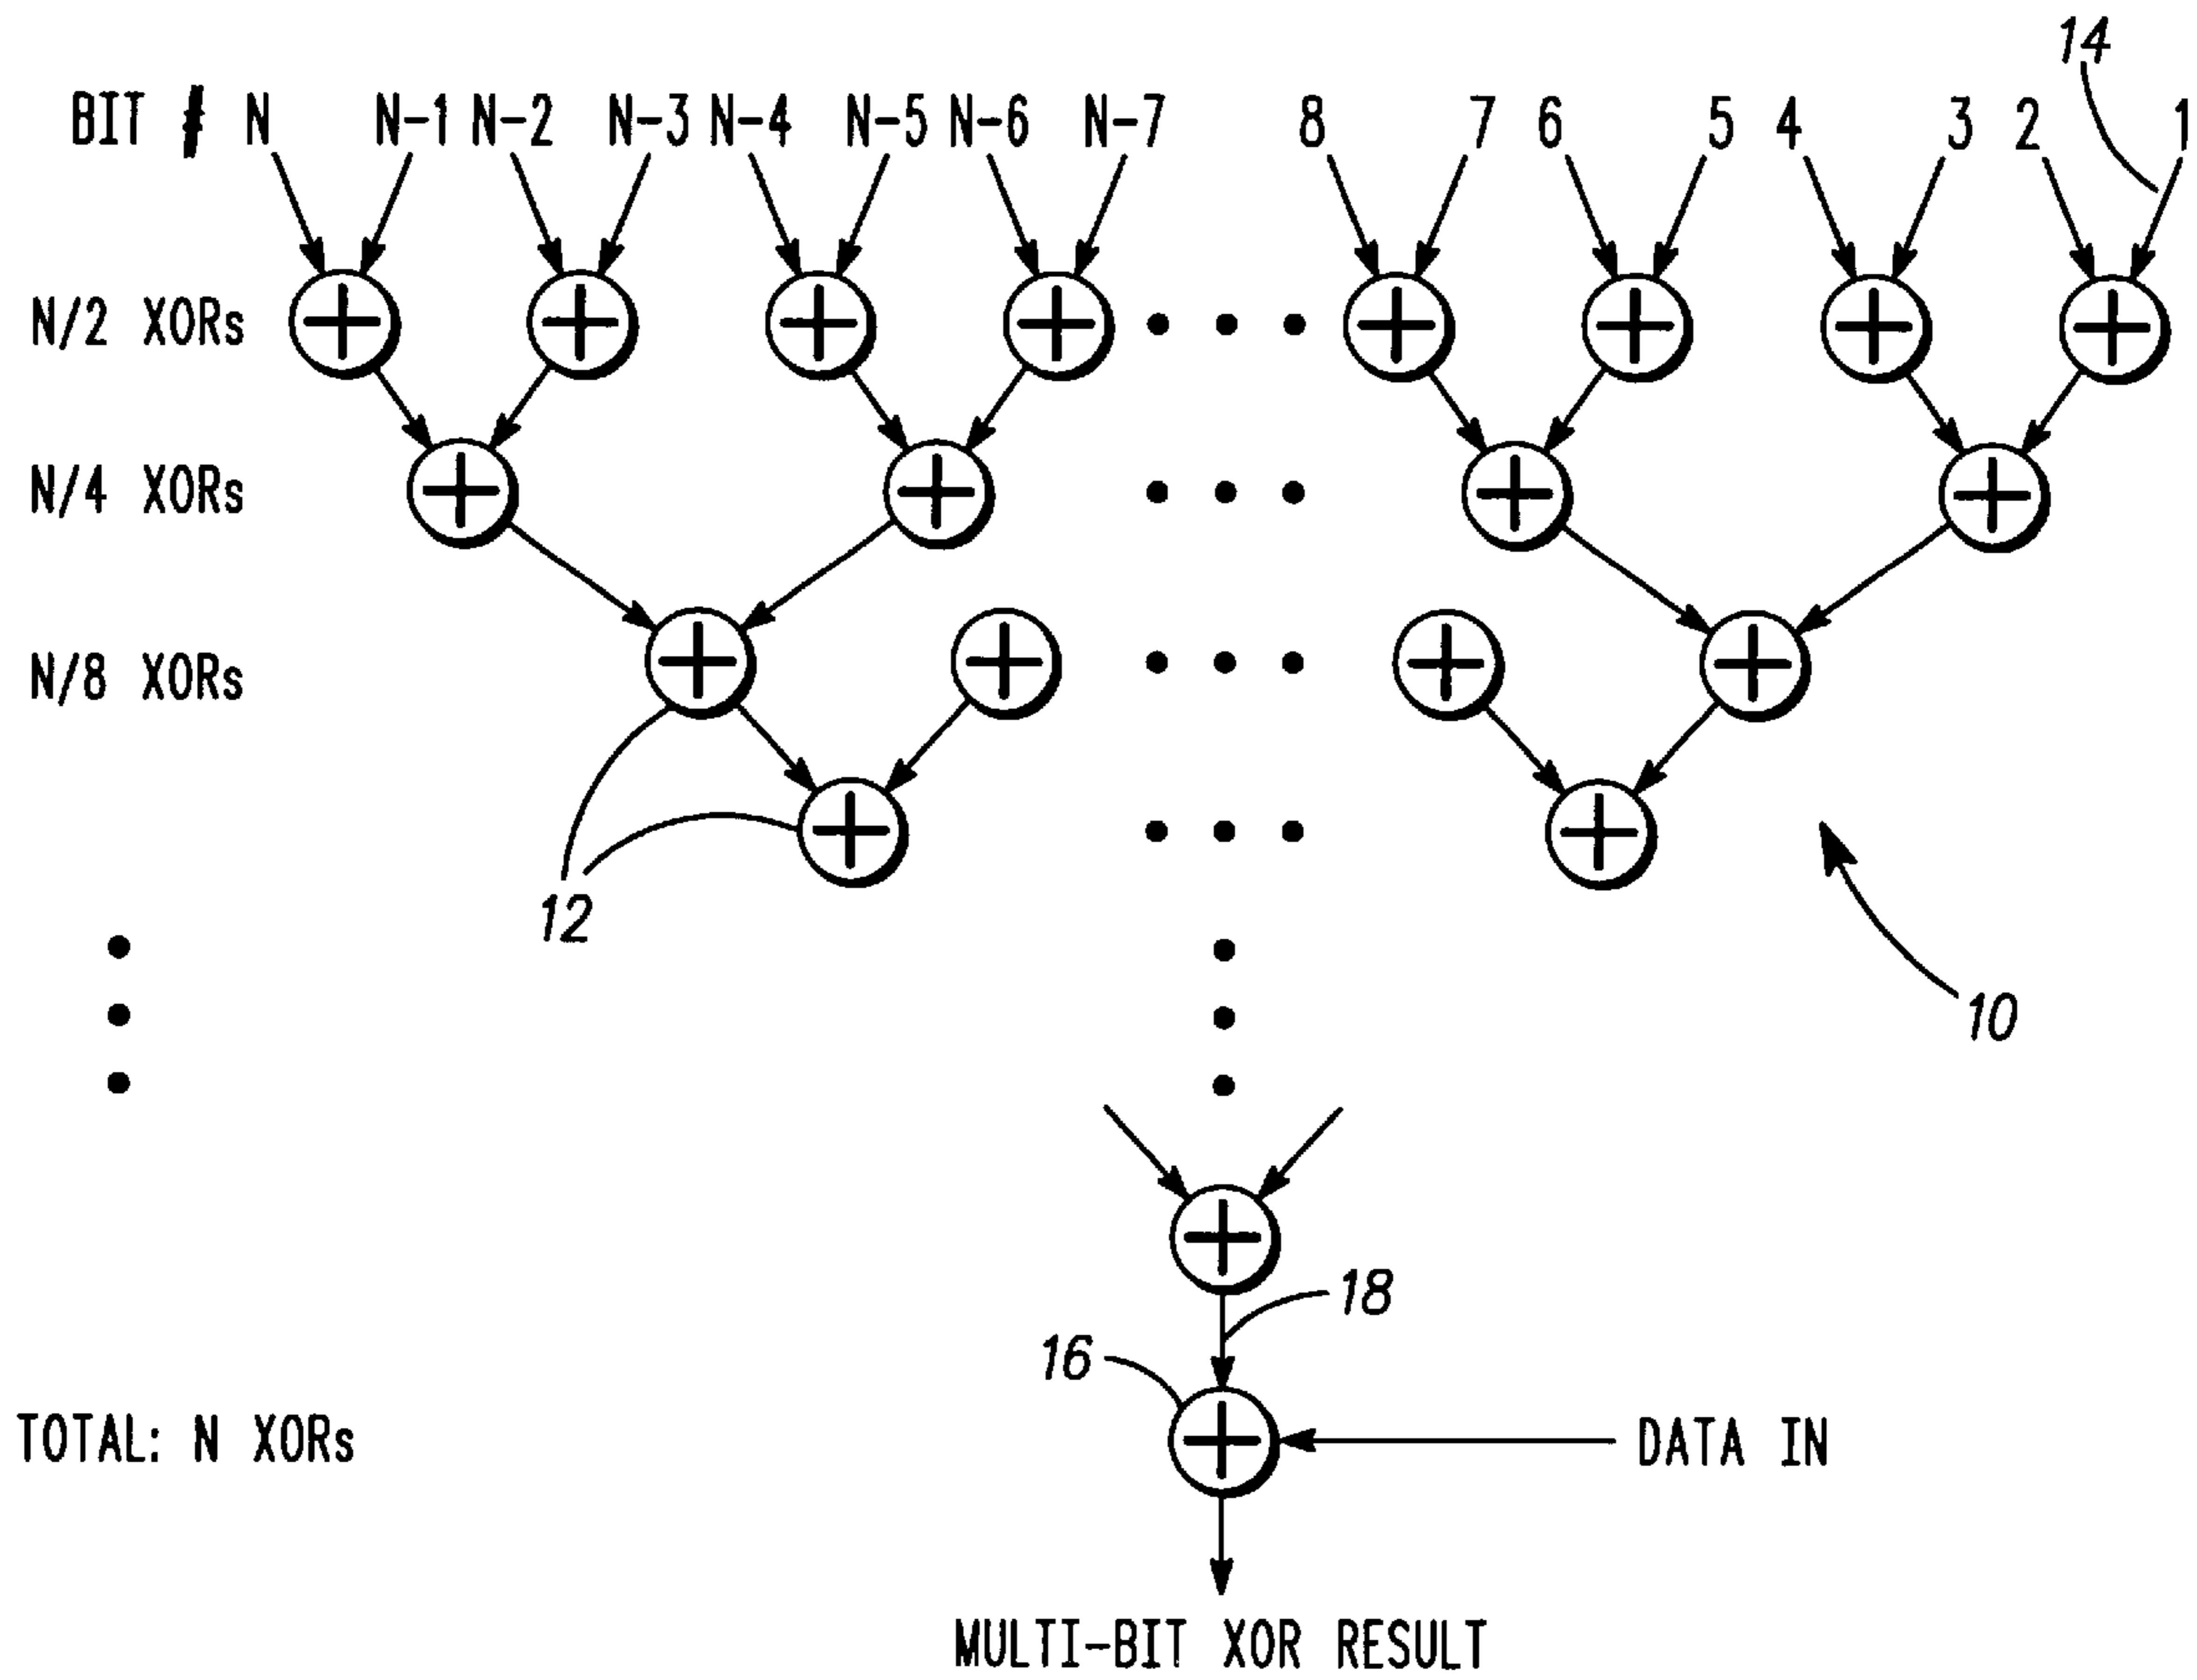 14
BIT # N N-1 N-2 N-3 N-4 N-5 N-6 N-7 8 7 6 5 4 3 2 1
N/2 XORs
N/4 XORs
N/8 XORs
12
10
18
16
TOTAL: N XORs
DATA IN
MULTI-BIT XOR RESULT